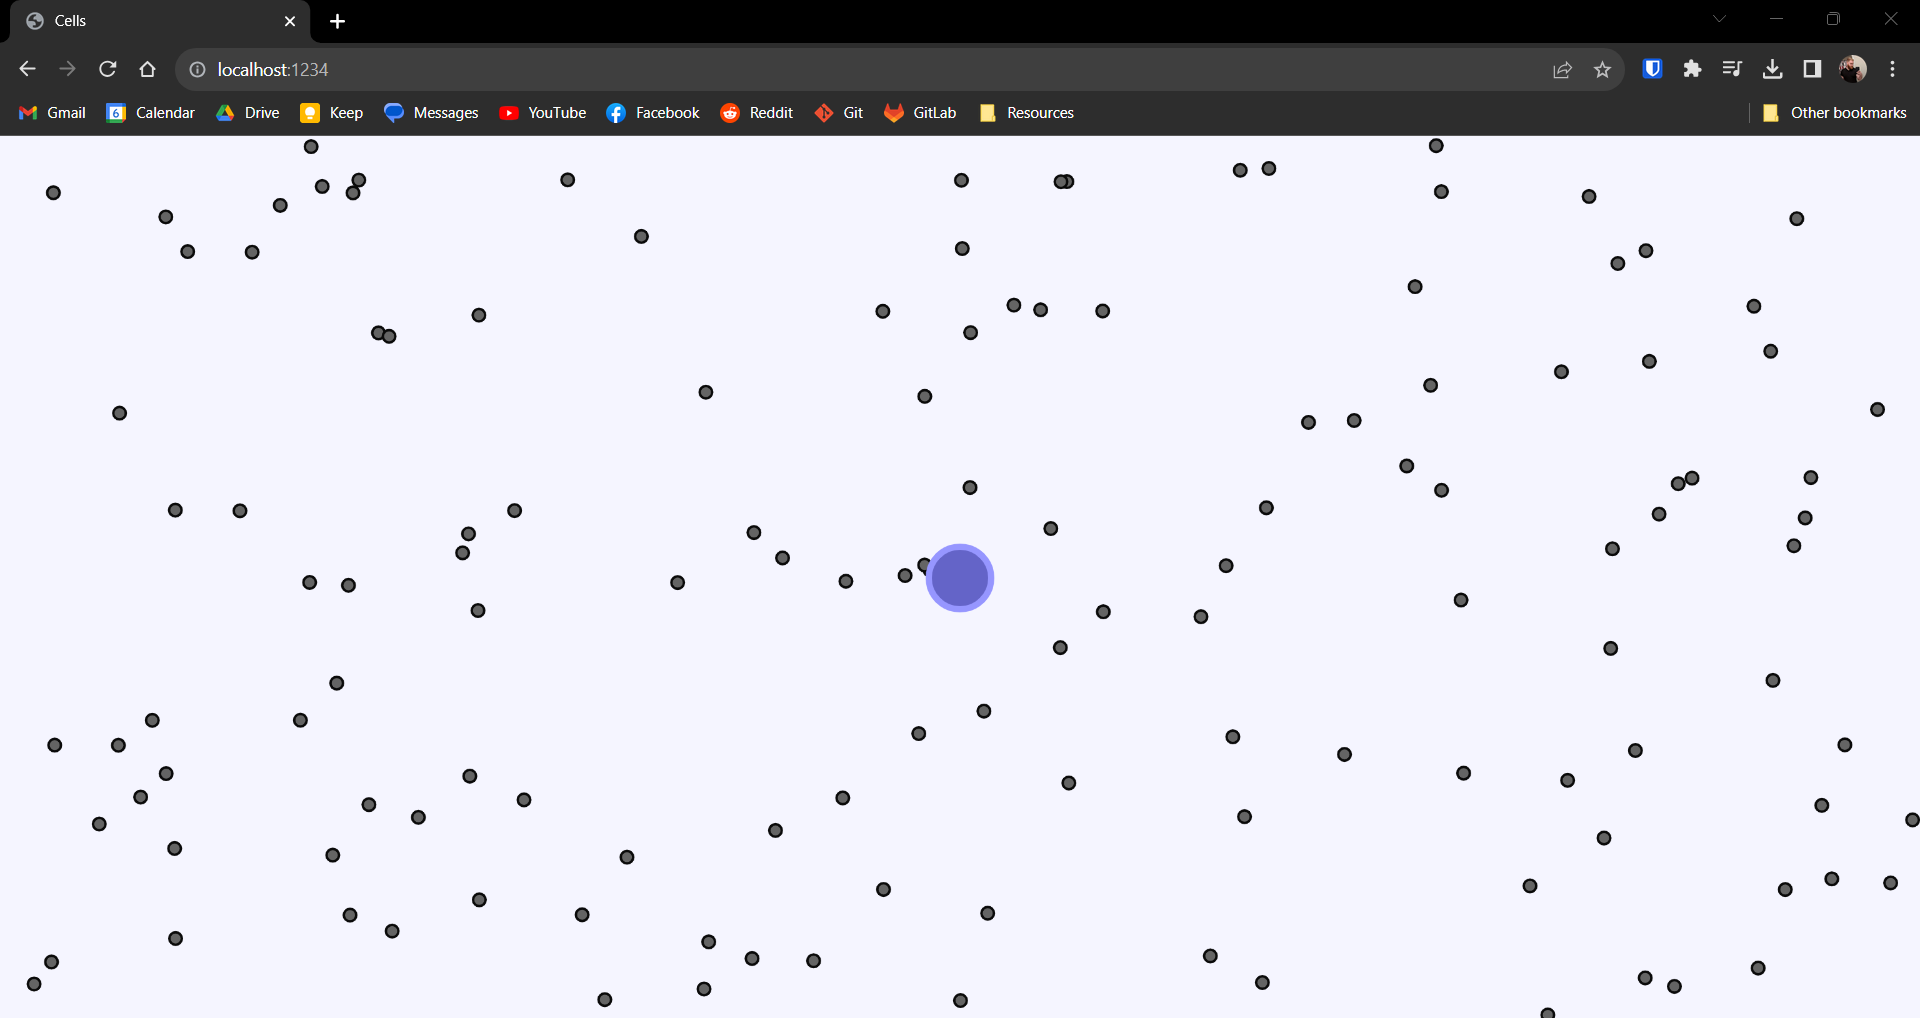 Cells
localhost:1234
Gmail Calendar Drive Keep Messages YouTube Facebook Reddit Git GitLab Resources Other bookmarks